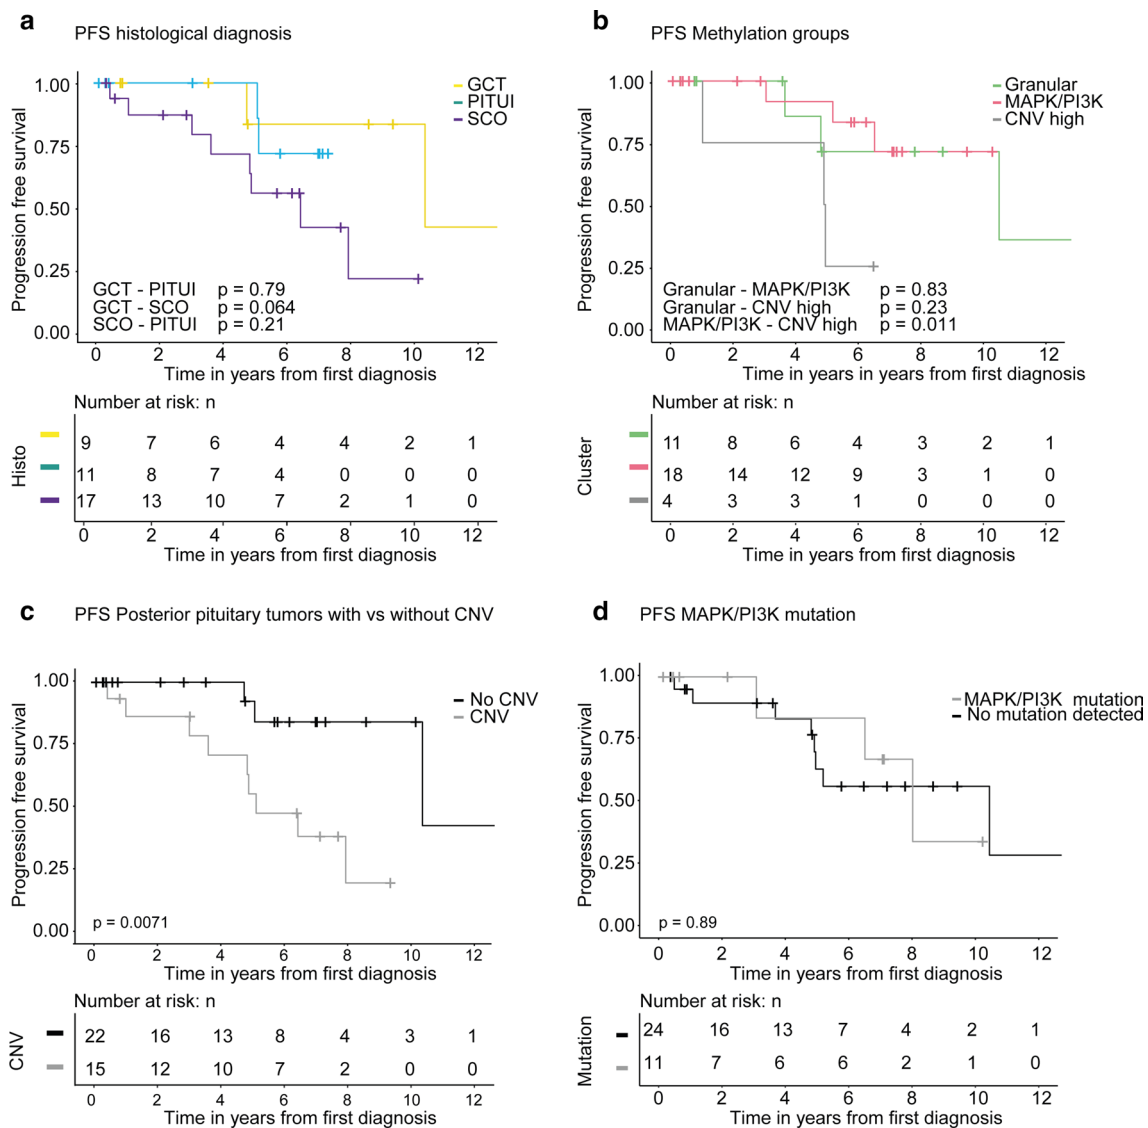 a PFS histological diagnosis
Progression free survival
1.00
0.75
0.50
0.25
0.00
GCT
PITUI
SCO
GCT - PITUI p = 0.79
GCT - SCO p = 0.064
SCO - PITUI p = 0.21
0 2 4 6 8 10 12
Time in years from first diagnosis
Number at risk: n
Histo
9 7 6 4 4 2 1
11 8 7 4 0 0 0
17 13 10 7 2 1 0
0 2 4 6 8 10 12
Time in years from first diagnosis
b PFS Methylation groups
Progression free survival
1.00
0.75
0.50
0.25
0.00
Granular
MAPK/PI3K
CNV high
Granular - MAPK/PI3K p = 0.83
Granular - CNV high p = 0.23
MAPK/PI3K - CNV high p = 0.011
0 2 4 6 8 10 12
Time in years in years from first diagnosis
Number at risk: n
Cluster
11 8 6 4 3 2 1
18 14 12 9 3 1 0
4 3 3 1 0 0 0
0 2 4 6 8 10 12
Time in years from first diagnosis
c PFS Posterior pituitary tumors with vs without CNV
Progression free survival
1.00
0.75
0.50
0.25
0.00
No CNV
CNV
p = 0.0071
0 2 4 6 8 10 12
Time in years from first diagnosis
Number at risk: n
CNV
22 16 13 8 4 3 1
15 12 10 7 2 0 0
0 2 4 6 8 10 12
Time in years from first diagnosis
d PFS MAPK/PI3K mutation
Progression free survival
1.00
0.75
0.50
0.25
0.00
MAPK/PI3K mutation
No mutation detected
p = 0.89
0 2 4 6 8 10 12
Time in years from first diagnosis
Number at risk: n
Mutation
24 16 13 7 4 2 1
11 7 6 6 2 1 0
0 2 4 6 8 10 12
Time in years from first diagnosis